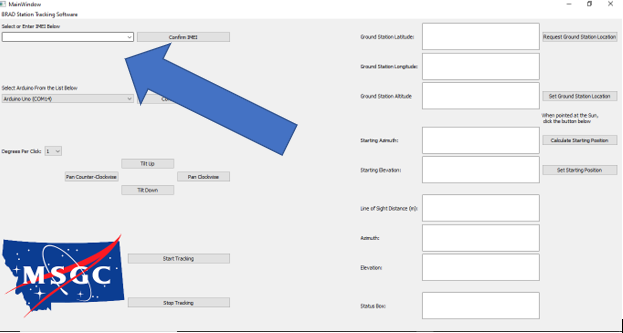 MainWindow
BRAD Station Tracking Software
Select or Enter IMEI Below
Confirm IMEI
Select Arduino From the List Below
Arduino Uno (COM14)
Degrees Per Click:
1
Tilt Up
Pan Counter-Clockwise
Pan Clockwise
Tilt Down
MSGC
Start Tracking
Stop Tracking
Ground Station Latitude:
Request Ground Station Location
Ground Station Longitude:
Ground Station Altitude
Set Ground Station Location
When pointed at the Sun,
click the button below
Starting Azimuth:
Calculate Starting Position
Starting Elevation:
Set Starting Position
Line of Sight Distance (m):
Azimuth:
Elevation:
Status Box: